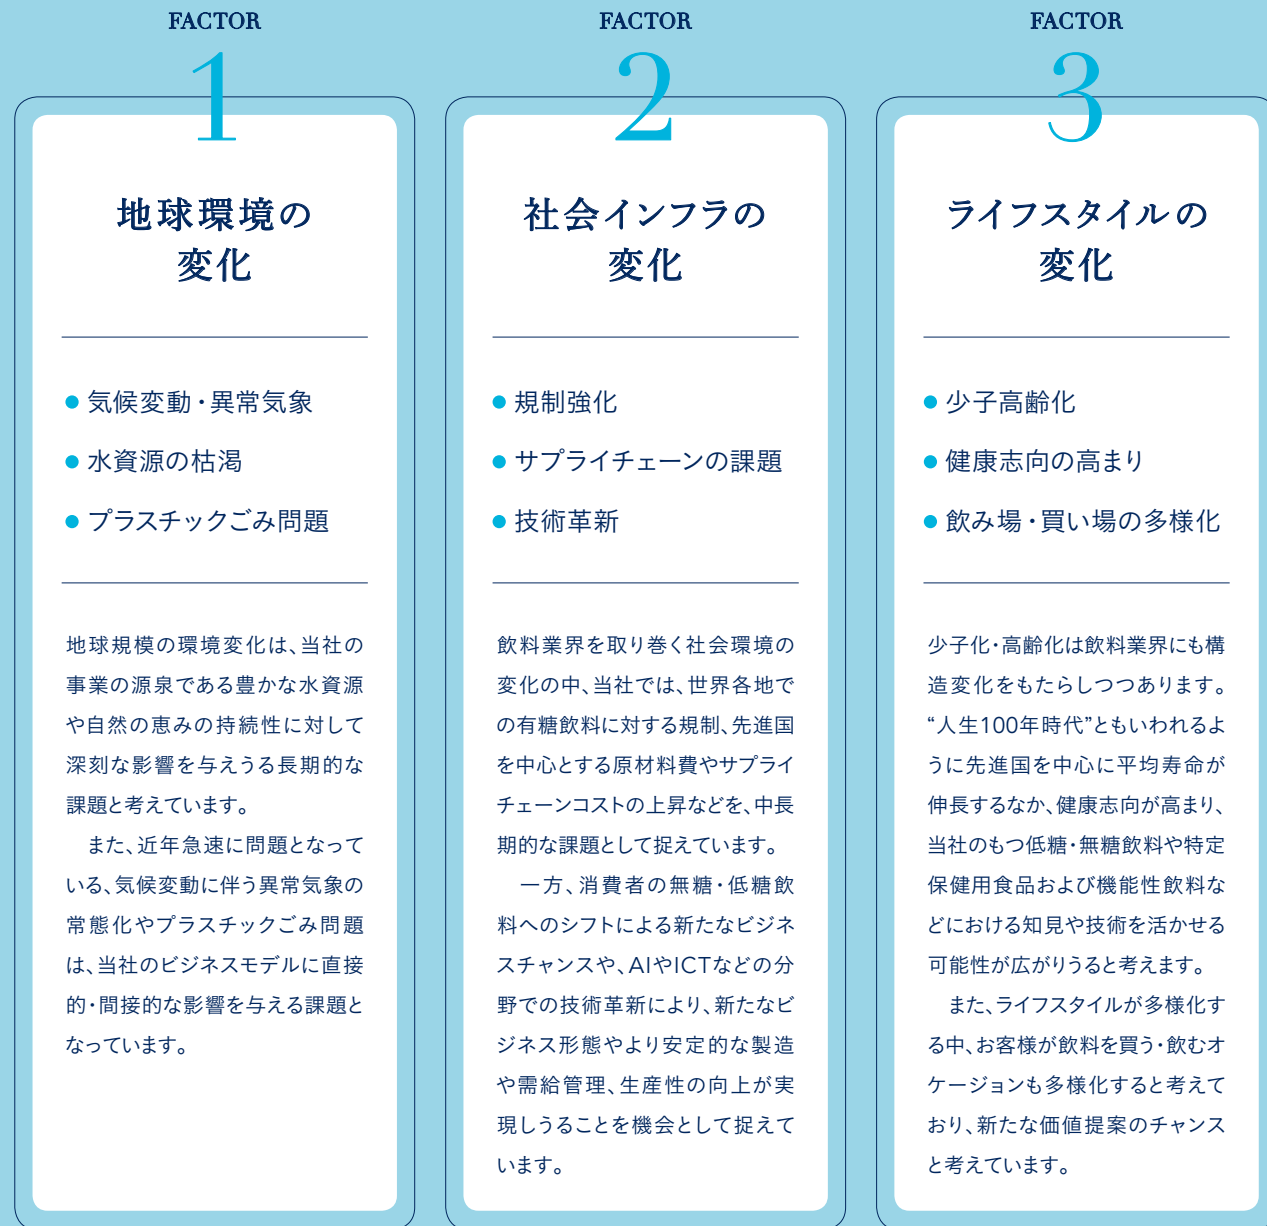 FACTOR
1
地球環境の
変化
● 気候変動・異常気象
● 水資源の枯渇
● プラスチックごみ問題
地球規模の環境変化は、当社の
事業の源泉である豊かな水資源
や自然の恵みの持続性に対して
深刻な影響を与えうる長期的な
課題と考えています。
　また、近年急速に問題となって
いる、気候変動に伴う異常気象の
常態化やプラスチックごみ問題
は、当社のビジネスモデルに直接
的・間接的な影響を与える課題と
なっています。
FACTOR
2
社会インフラの
変化
● 規制強化
● サプライチェーンの課題
● 技術革新
飲料業界を取り巻く社会環境の
変化の中、当社では、世界各地で
の有糖飲料に対する規制、先進国
を中心とする原材料費やサプライ
チェーンコストの上昇などを、中長
期的な課題として捉えています。
　一方、消費者の無糖・低糖飲
料へのシフトによる新たなビジネ
スチャンスや、AIやICTなどの分
野での技術革新により、新たなビ
ジネス形態やより安定的な製造
や需給管理、生産性の向上が実
現しうることを機会として捉えて
います。
FACTOR
3
ライフスタイルの
変化
● 少子高齢化
● 健康志向の高まり
● 飲み場・買い場の多様化
少子化・高齢化は飲料業界にも構
造変化をもたらしつつあります。
“人生100年時代”ともいわれるよ
うに先進国を中心に平均寿命が
伸長するなか、健康志向が高まり、
当社のもつ低糖・無糖飲料や特定
保健用食品および機能性飲料な
どにおける知見や技術を活かせる
可能性が広がりうると考えます。
　また、ライフスタイルが多様化す
る中、お客様が飲料を買う・飲むオ
ケージョンも多様化すると考えて
おり、新たな価値提案のチャンス
と考えています。